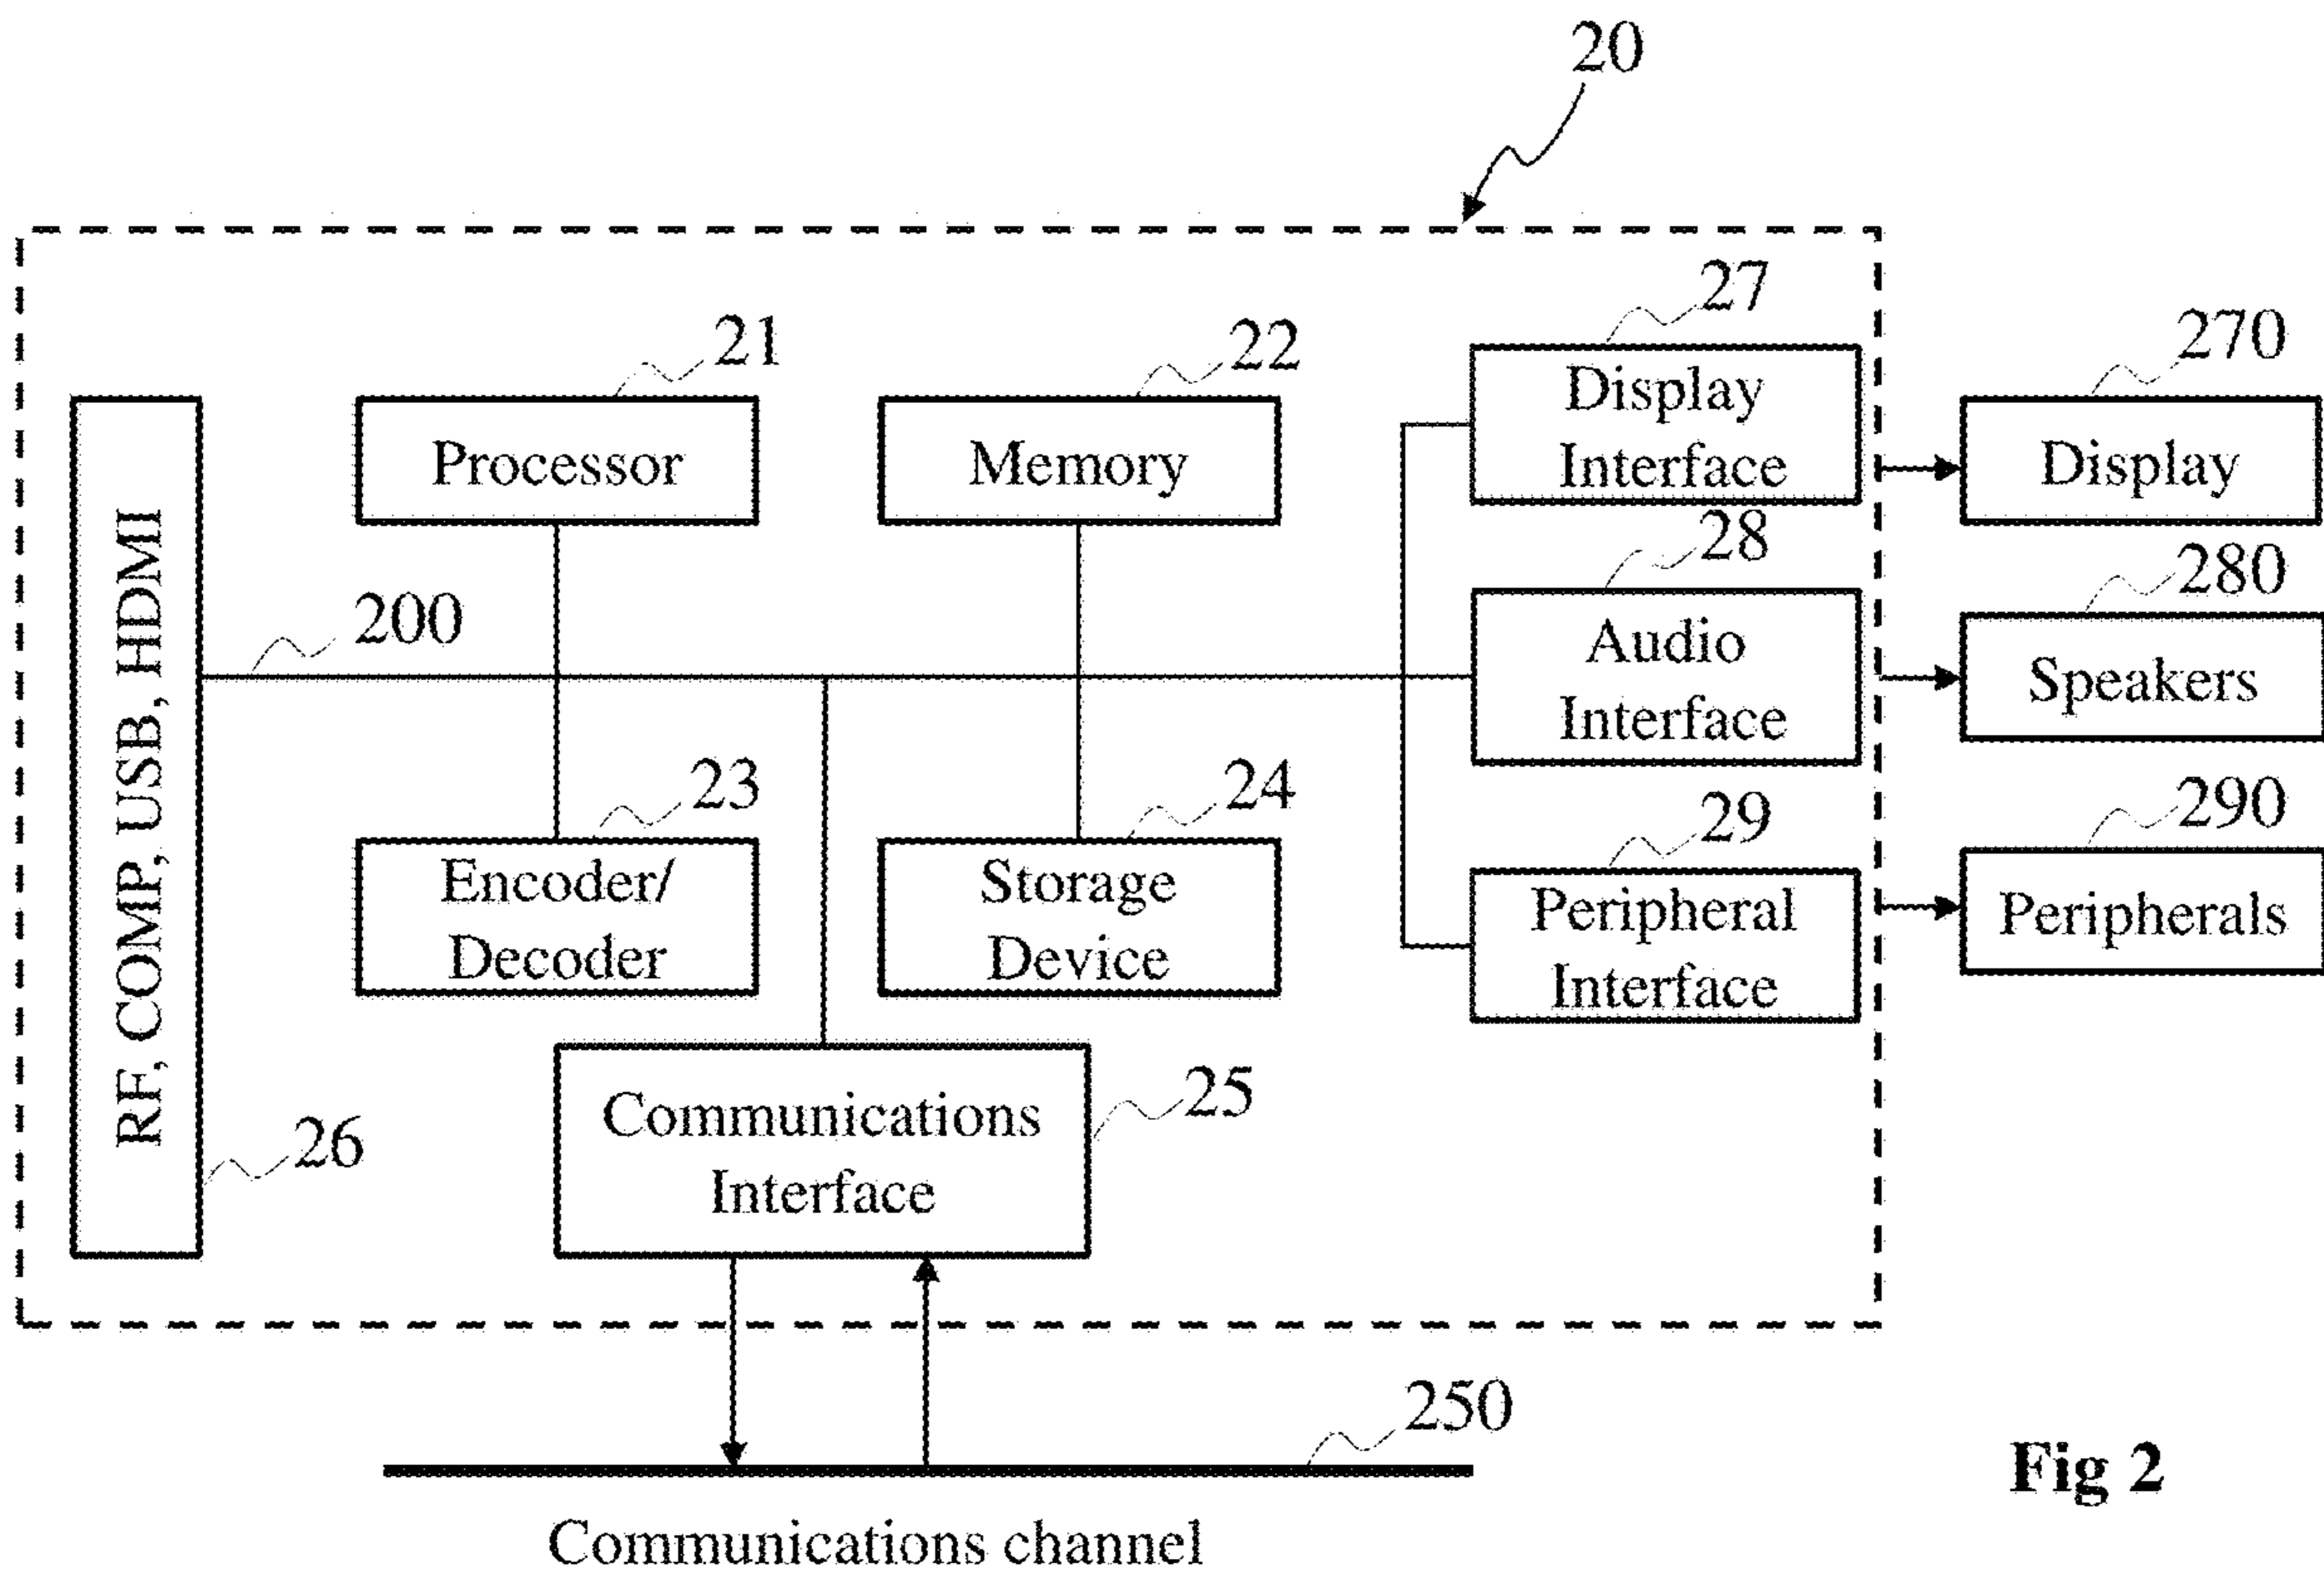 20
27
21
22
270
Display
Interface
Processor
Memory
Display
28
280
200
Audio
Interface
Speakers
RF, COMP, USB, HDMI
23
24
29
290
Encoder/
Decoder
Storage
Device
Peripheral
Interface
Peripherals
25
26
Communications
Interface
250
Communications channel
Fig 2